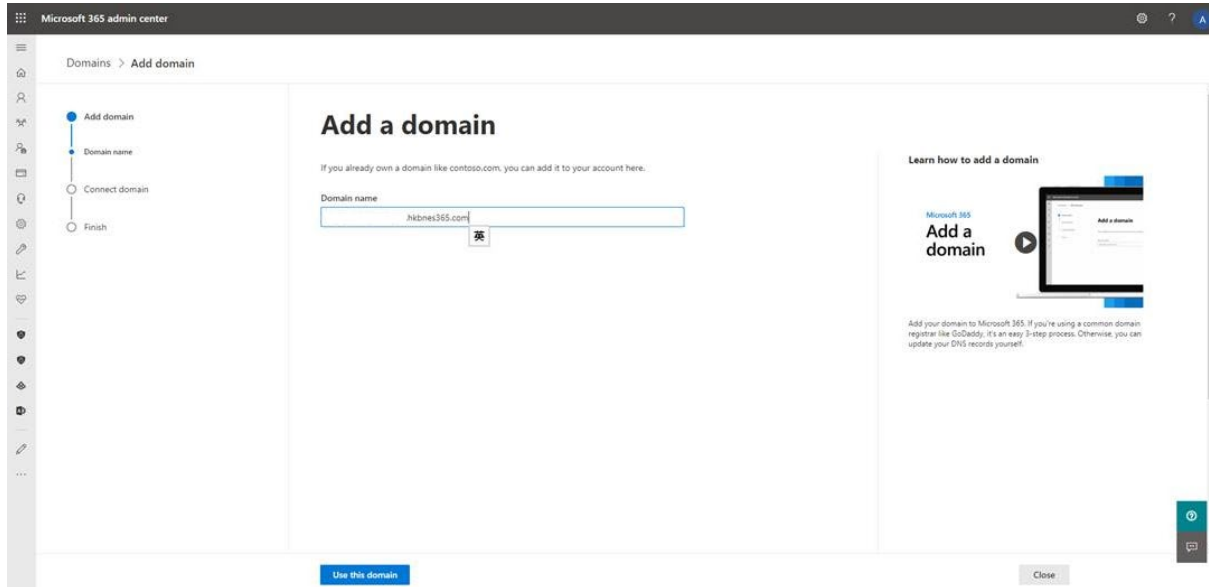 Microsoft 365 admin center
?
A
Domains > Add domain
Add domain
Domain name
Connect domain
Finish
Add a domain
If you already own a domain like contoso.com, you can add it to your account here.
Domain name
.hkbnes365.com
英
Learn how to add a domain
Microsoft 365
Add a
domain
Add a domain
Add your domain to Microsoft 365. If you're using a common domain
registrar like GoDaddy, it's an easy 3-step process. Otherwise, you can
update your DNS records yourself.
Use this domain
Close